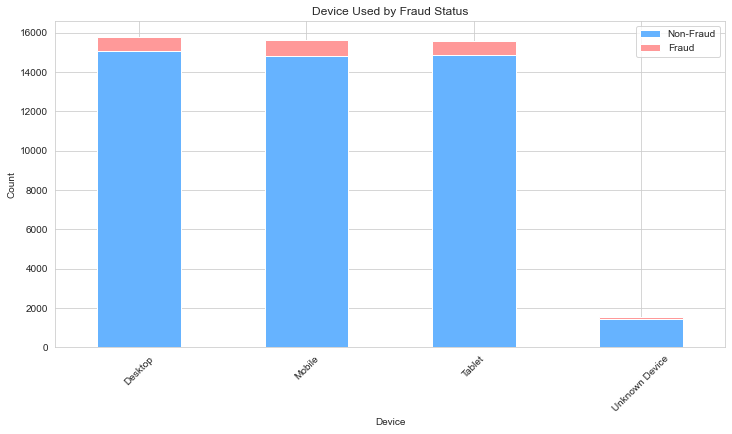 Device Used by Fraud Status
Non-Fraud
Fraud
16000
14000
12000
10000
8000
6000
4000
2000
0
Count
Desktop
Mobile
Tablet
Unknown Device
Device